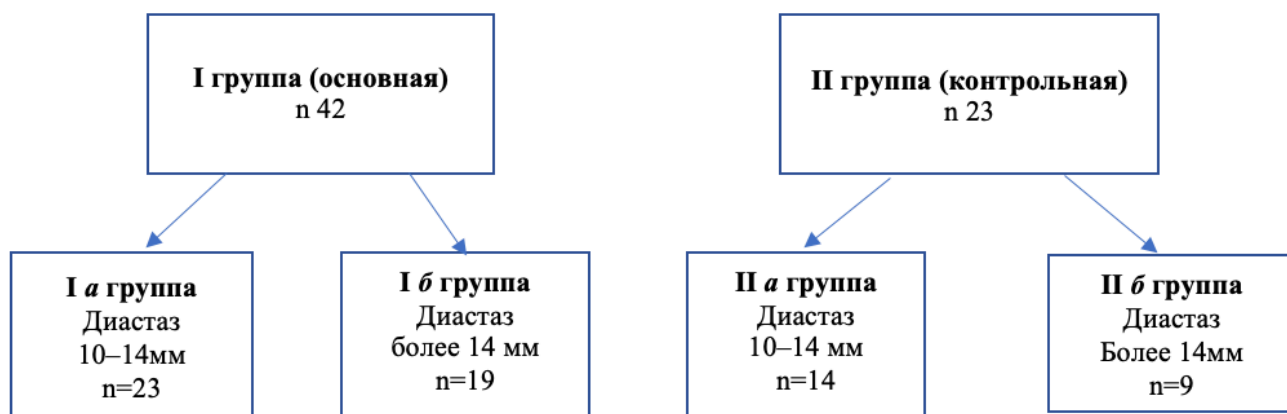 I группа (основная)
n 42
II группа (контрольная)
n 23
I а группа
Диастаз
10–14мм
n=23
I б группа
Диастаз
более 14 мм
n=19
II а группа
Диастаз
10–14 мм
n=14
II б группа
Диастаз
Более 14мм
n=9